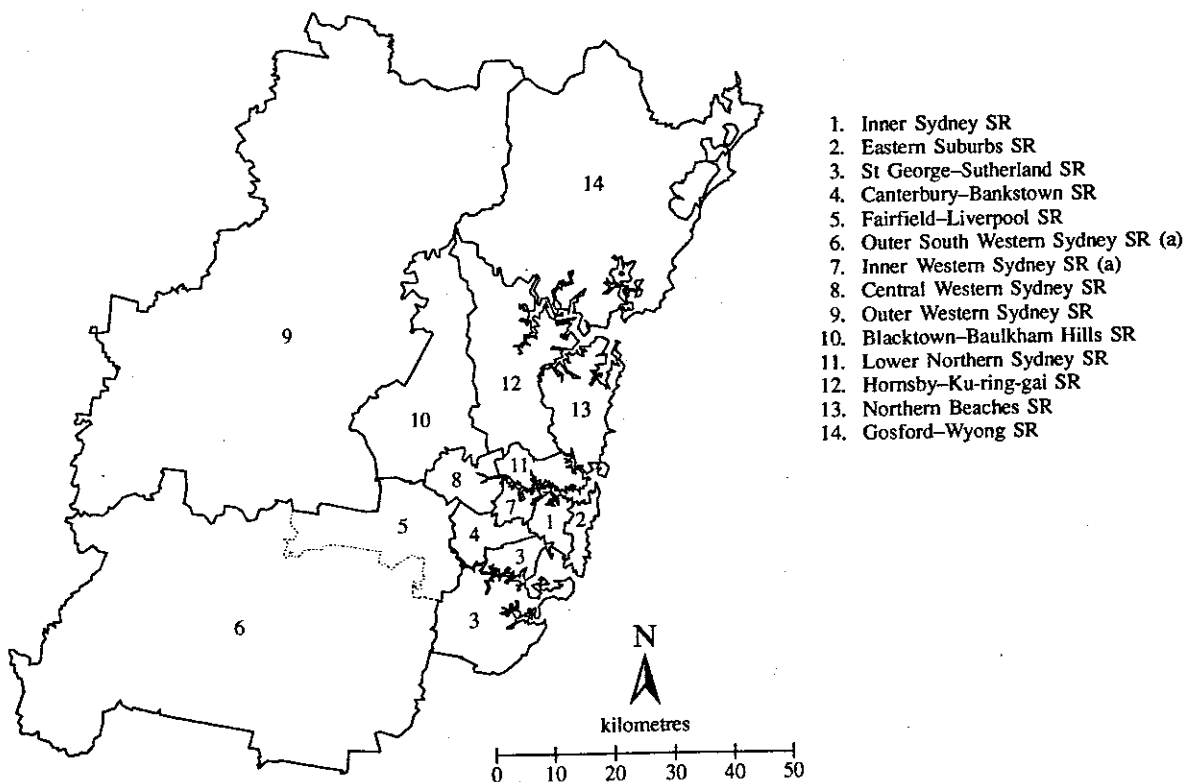 1. Inner Sydney SR
2. Eastern Suburbs SR
3. St George–Sutherland SR
4. Canterbury–Bankstown SR
5. Fairfield–Liverpool SR
6. Outer South Western Sydney SR (a)
7. Inner Western Sydney SR (a)
8. Central Western Sydney SR
9. Outer Western Sydney SR
10. Blacktown–Baulkham Hills SR
11. Lower Northern Sydney SR
12. Hornsby–Ku-ring-gai SR
13. Northern Beaches SR
14. Gosford–Wyong SR
14
9
12
13
10
11
8
7
1
2
5
4
3
3
6
N
kilometres
0 10 20 30 40 50